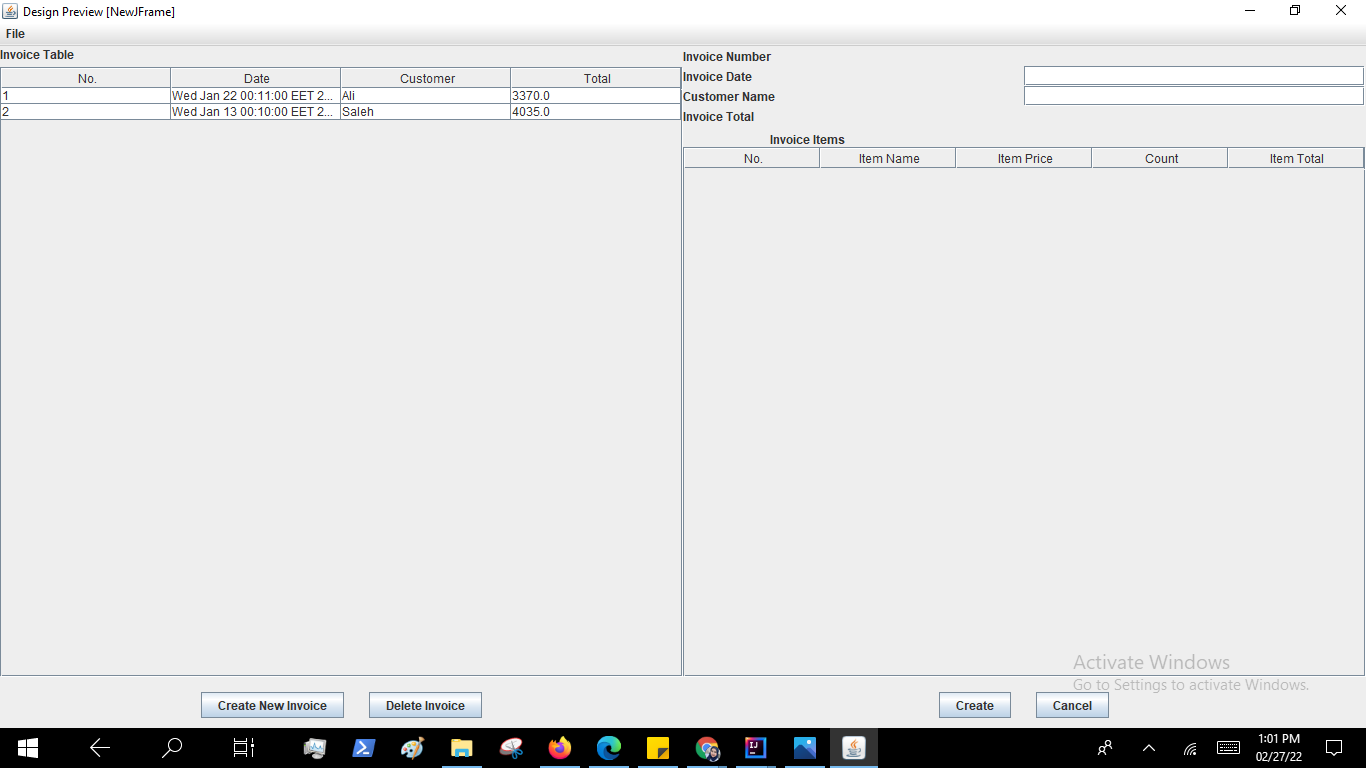 Design Preview [NewJFrame]
File
Invoice Table
No. Date Customer Total
1 Wed Jan 22 00:11:00 EET 2... Ali 3370.0
2 Wed Jan 13 00:10:00 EET 2... Saleh 4035.0
Invoice Number
Invoice Date
Customer Name
Invoice Total
Invoice Items
No. Item Name Item Price Count Item Total
Activate Windows
Go to Settings to activate Windows.
Create New Invoice Delete Invoice Create Cancel
1:01 PM
02/27/22